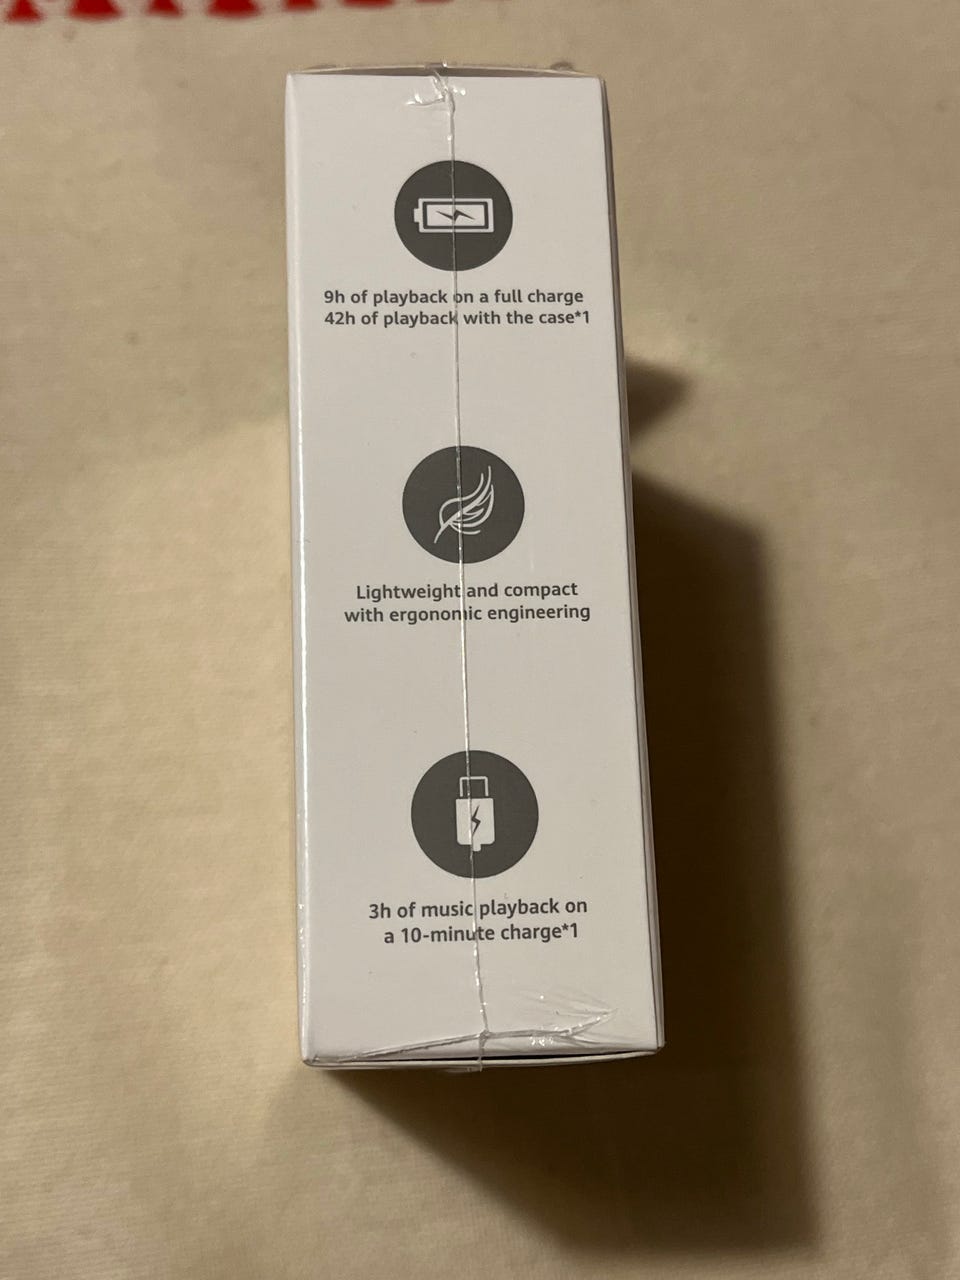 9h of playback on a full charge
42h of playback with the case*1
Lightweight and compact
with ergonomic engineering
3h of music playback on
a 10-minute charge*1